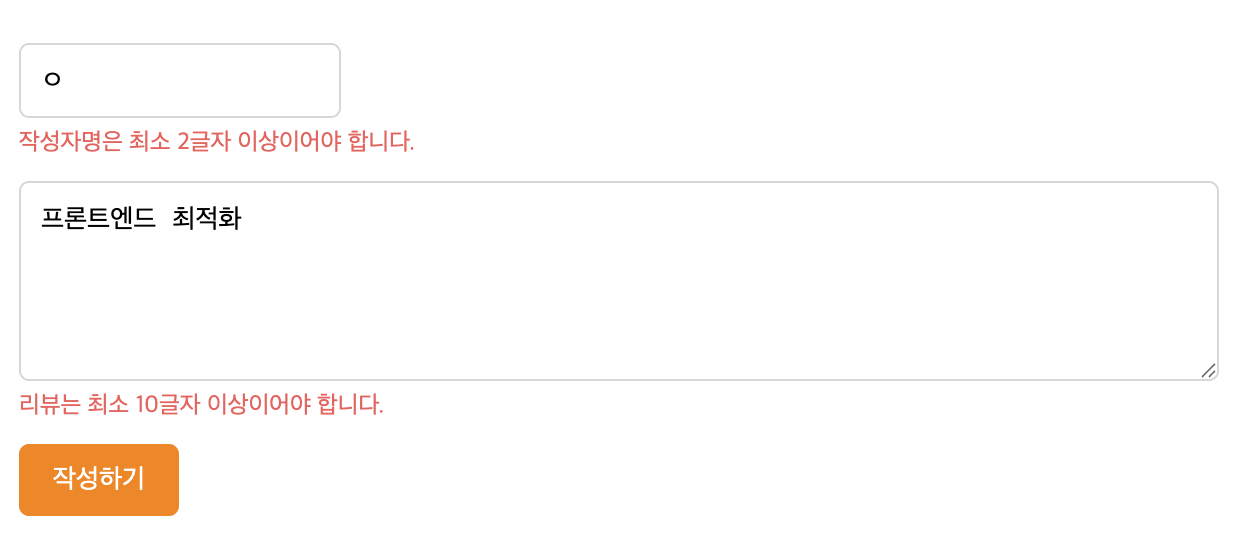 ㅇ
작성자명은 최소 2글자 이상이어야 합니다.
프론트엔드 최적화
리뷰는 최소 10글자 이상이어야 합니다.
작성하기